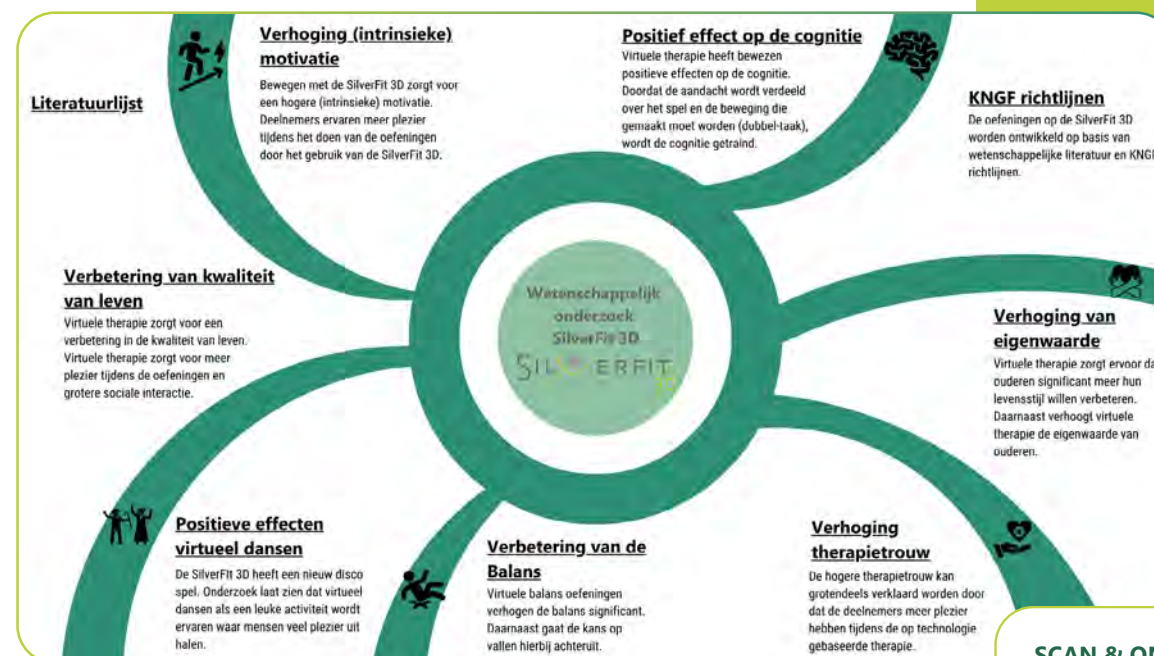 Literatuurlijst
Verhoging (intrinsieke)
motivatie
Bewegen met de SilverFit 3D zorgt voor
een hogere (intrinsieke) motivatie.
Deelnemers ervaren meer plezier
tijdens het doen van de oefeningen
door het gebruik van de SilverFit 3D.
Positief effect op de cognitie
Virtuele therapie heeft bewezen
positieve effecten op de cognitie.
Doordat de aandacht wordt verdeeld
over het spel en de beweging die
gemaakt moet worden (dubbel-taak),
wordt de cognitie getraind.
KNGF richtlijnen
De oefeningen op de SilverFit 3D
worden ontwikkeld op basis van
wetenschappelijke literatuur en KNGF
richtlijnen.
Verbetering van kwaliteit
van leven
Virtuele therapie zorgt voor een
verbetering in de kwaliteit van leven.
Virtuele therapie zorgt voor meer
plezier tijdens de oefeningen en
grotere sociale interactie.
Wetenschappelijk
onderzoek
SilverFit 3D
SILVERFIT
Verhoging van
eigenwaarde
Virtuele therapie zorgt ervoor da
ouderen significant meer hun
levensstijl willen verbeteren.
Daarnaast verhoogt virtuele
therapie de eigenwaarde van
ouderen.
Positieve effecten
virtueel dansen
De SilverFit 3D heeft een nieuw disco
spel. Onderzoek laat zien dat virtueel
dansen als een leuke activiteit wordt
ervaren waar mensen veel plezier uit
halen.
Verbetering van de
Balans
Virtuele balans oefeningen
verhogen de balans significant.
Daarnaast gaat de kans op
vallen hierbij achteruit.
Verhoging
therapietrouw
De hogere therapietrouw kan
grotendeels verklaard worden door
dat de deelnemers meer plezier
hebben tijdens de op technologie
gebaseerde therapie.
SCAN & ON